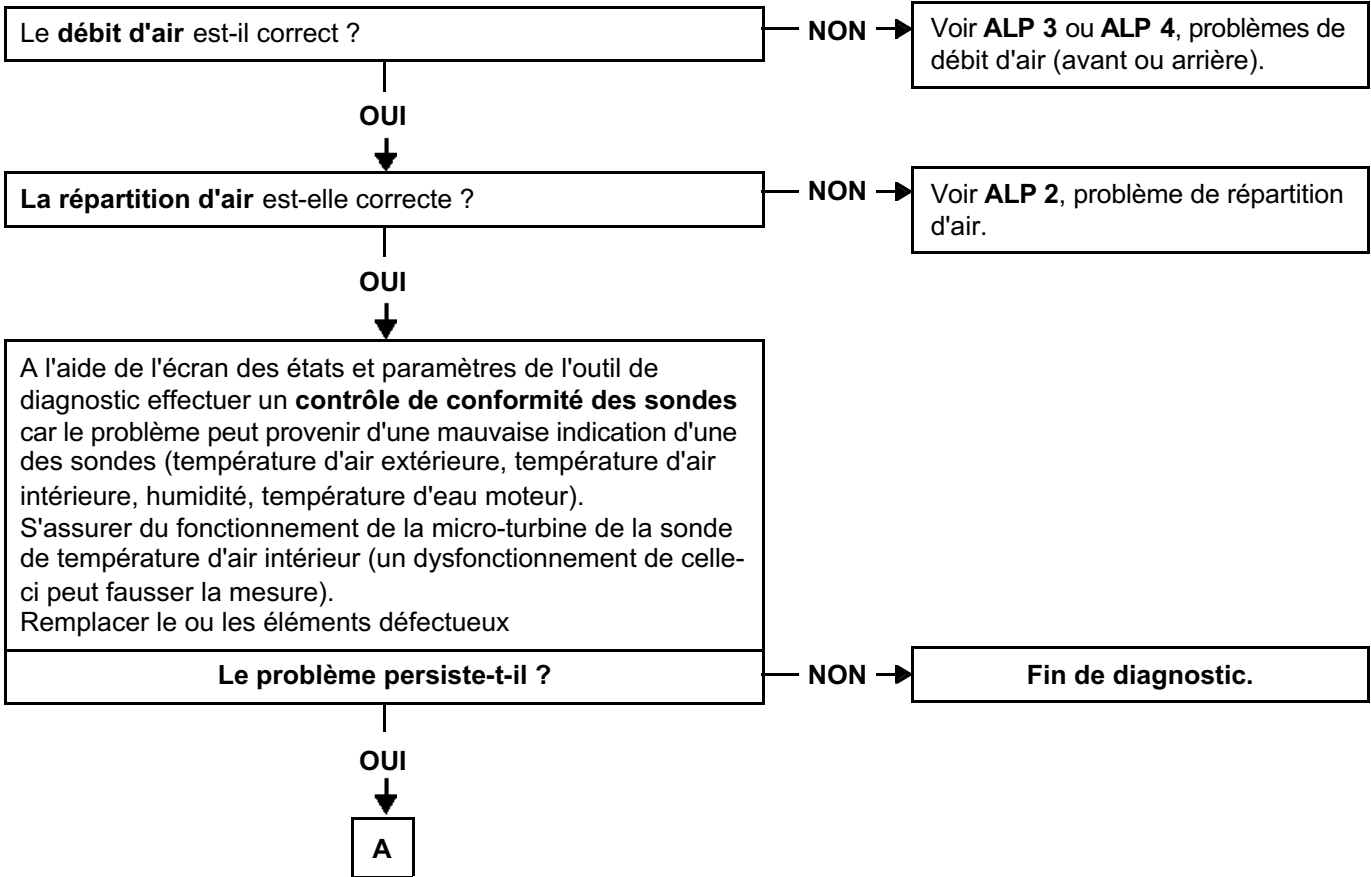 Le débit d'air est-il correct ?
NON
Voir ALP 3 ou ALP 4, problèmes de
débit d'air (avant ou arrière).
OUI
La répartition d'air est-elle correcte ?
NON
Voir ALP 2, problème de répartition
d'air.
OUI
A l'aide de l'écran des états et paramètres de l'outil de
diagnostic effectuer un contrôle de conformité des sondes
car le problème peut provenir d'une mauvaise indication d'une
des sondes (température d'air extérieure, température d'air
intérieure, humidité, température d'eau moteur).
S'assurer du fonctionnement de la micro-turbine de la sonde
de température d'air intérieur (un dysfonctionnement de celle-
ci peut fausser la mesure).
Remplacer le ou les éléments défectueux
Le problème persiste-t-il ?
NON
Fin de diagnostic.
OUI
A